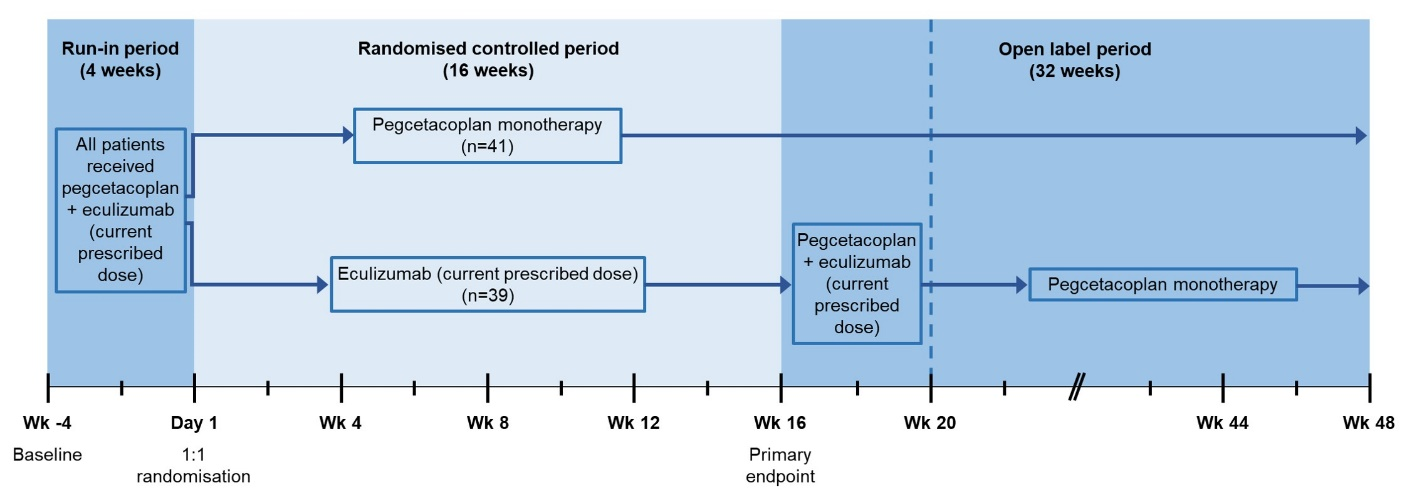 Run-in period
(4 weeks)
Randomised controlled period
(16 weeks)
Open label period
(32 weeks)
All patients
received
pegcetacoplan
+ eculizumab
(current
prescribed
dose)
Pegcetacoplan monotherapy
(n=41)
Eculizumab (current prescribed dose)
(n=39)
Pegcetacoplan
+ eculizumab
(current
prescribed
dose)
Pegcetacoplan monotherapy
Wk -4
Day 1
Wk 4
Wk 8
Wk 12
Wk 16
Wk 20
Wk 44
Wk 48
Baseline
1:1
randomisation
Primary
endpoint